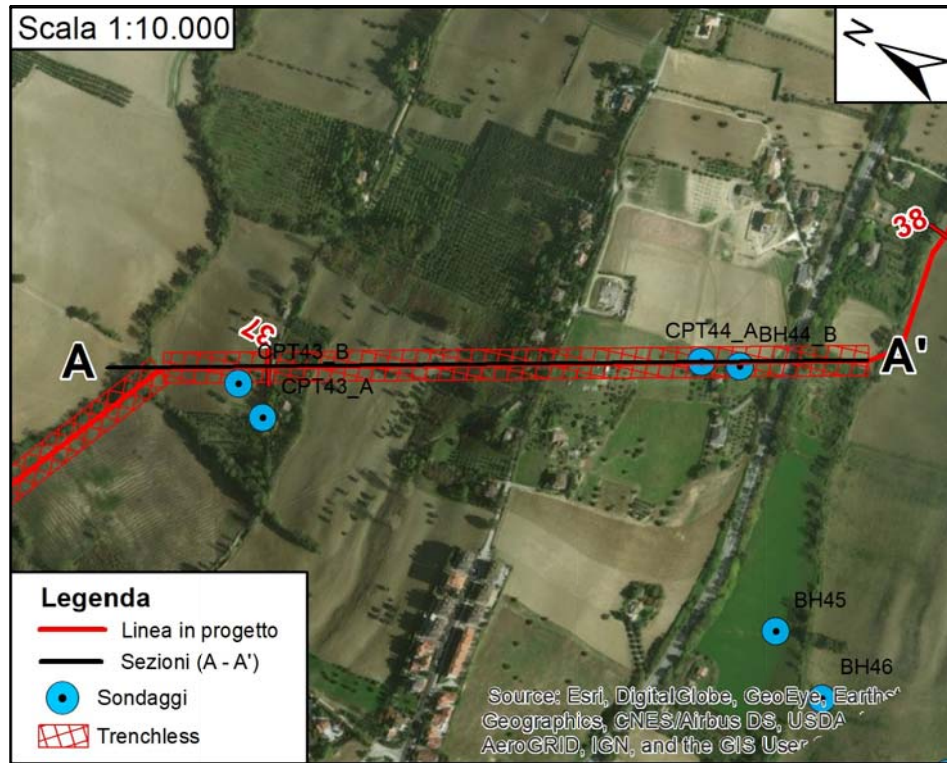 Scala 1:10.000
N
38
37
CPT43_B
CPT43_A
CPT44_A
BH44_B
A
A'
BH45
BH46
Legenda
Linea in progetto
Sezioni (A - A')
Sondaggi
Trenchless
Source: Esri, DigitalGlobe, GeoEye, Earthst
Geographics, CNES/Airbus DS, USDA
AeroGRID, IGN, and the GIS User